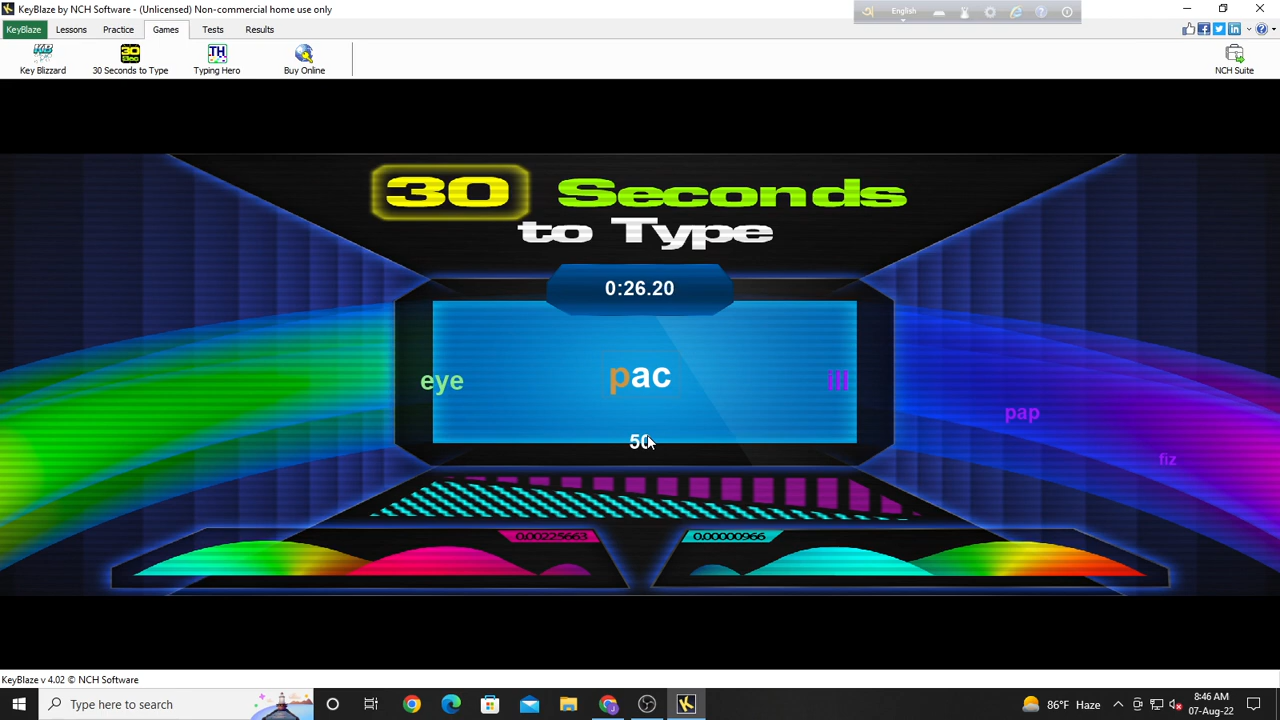 KeyBlaze by NCH Software - (Unlicensed) Non-commercial home use only
English
KeyBlaze Lessons Practice Games Tests Results
Key Blizzard 30 Seconds to Type Typing Hero Buy Online NCH Suite
30 Seconds
to Type
0:26.20
eye pac ill
pap
50
fiz
0.00225663 0.00000966
KeyBlaze v 4.02 © NCH Software
Type here to search 86°F Haze 8:46 AM
07-Aug-22